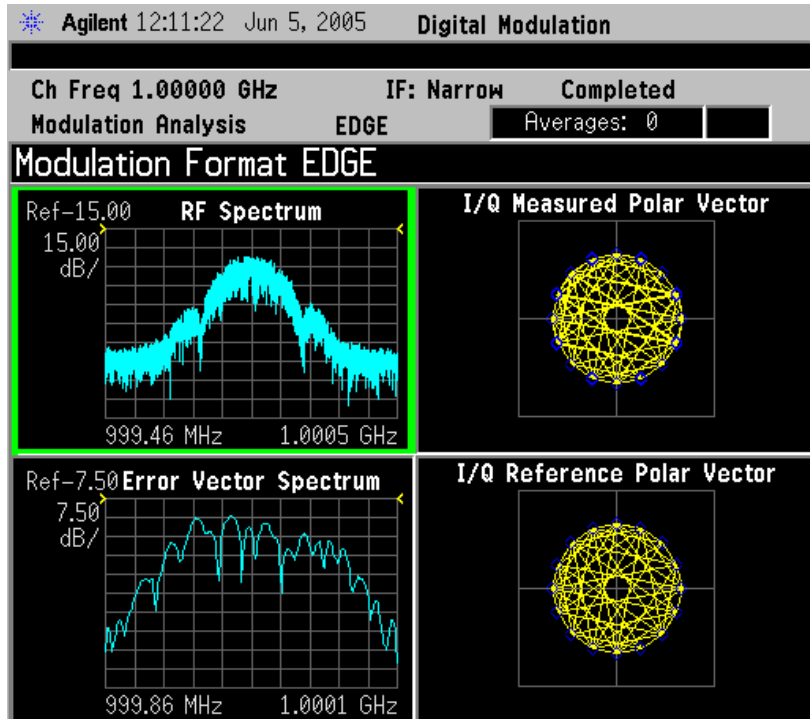 Agilent 12:11:22 Jun 5, 2005 Digital Modulation
Ch Freq 1.00000 GHz IF: Narrow Completed
Modulation Analysis EDGE Averages: 0
Modulation Format EDGE
Ref-15.00 RF Spectrum
15.00
dB/
999.46 MHz 1.0005 GHz
I/Q Measured Polar Vector
Ref-7.50 Error Vector Spectrum
7.50
dB/
999.86 MHz 1.0001 GHz
I/Q Reference Polar Vector